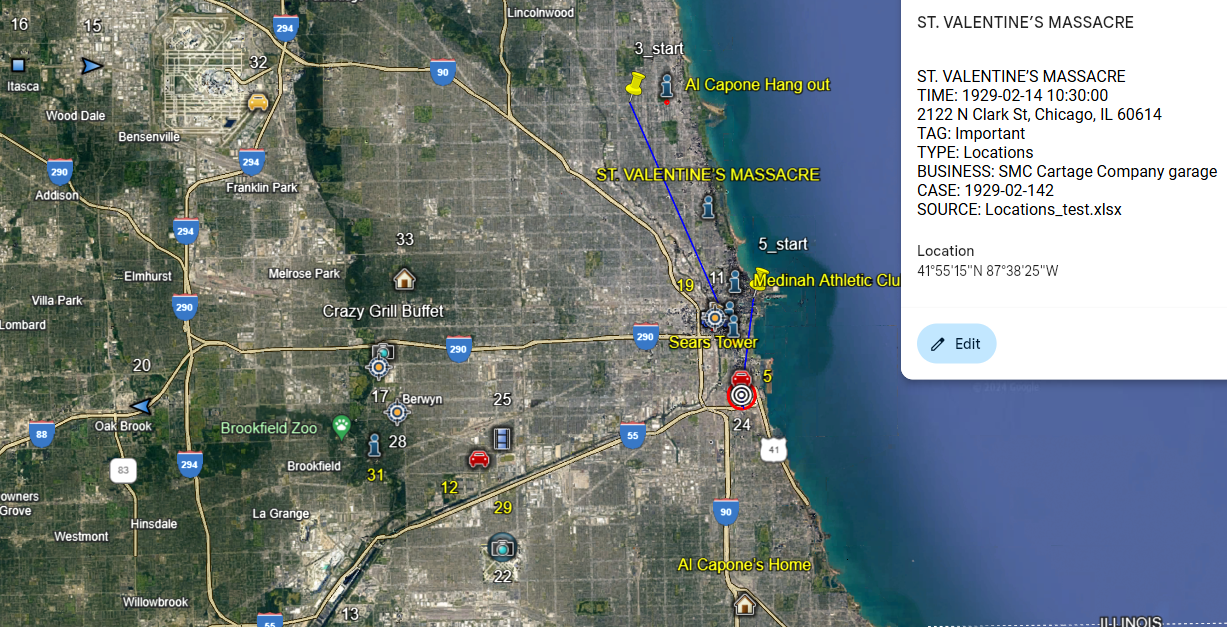 Lincolnwood
16
15
294
3_start
90
32
Itasca
Al Capone Hang out
Wood Dale
Bensenville
290
294
ST. VALENTINE'S MASSACRE
Addison
Franklin Park
294
33
5_start
Elmhurst
Melrose Park
11
19
Medinah Athletic Clu
Villa Park
290
Crazy Grill Buffet
Lombard
290
290
Sears Tower
20
5
17
Berwyn
25
Oak Brook
Brookfield Zoo
24
88
28
55
294
83
Brookfield
41
31
12
owners
Grove
29
La Grange
90
Hinsdale
Westmont
22
Al Capone's Home
Willowbrook
13
55
ILLINOIS
ST. VALENTINE'S MASSACRE
ST. VALENTINE'S MASSACRE
TIME: 1929-02-14 10:30:00
2122 N Clark St, Chicago, IL 60614
TAG: Important
TYPE: Locations
BUSINESS: SMC Cartage Company garage
CASE: 1929-02-142
SOURCE: Locations_test.xlsx
Location
41°55'15"N 87°38'25"W
Edit